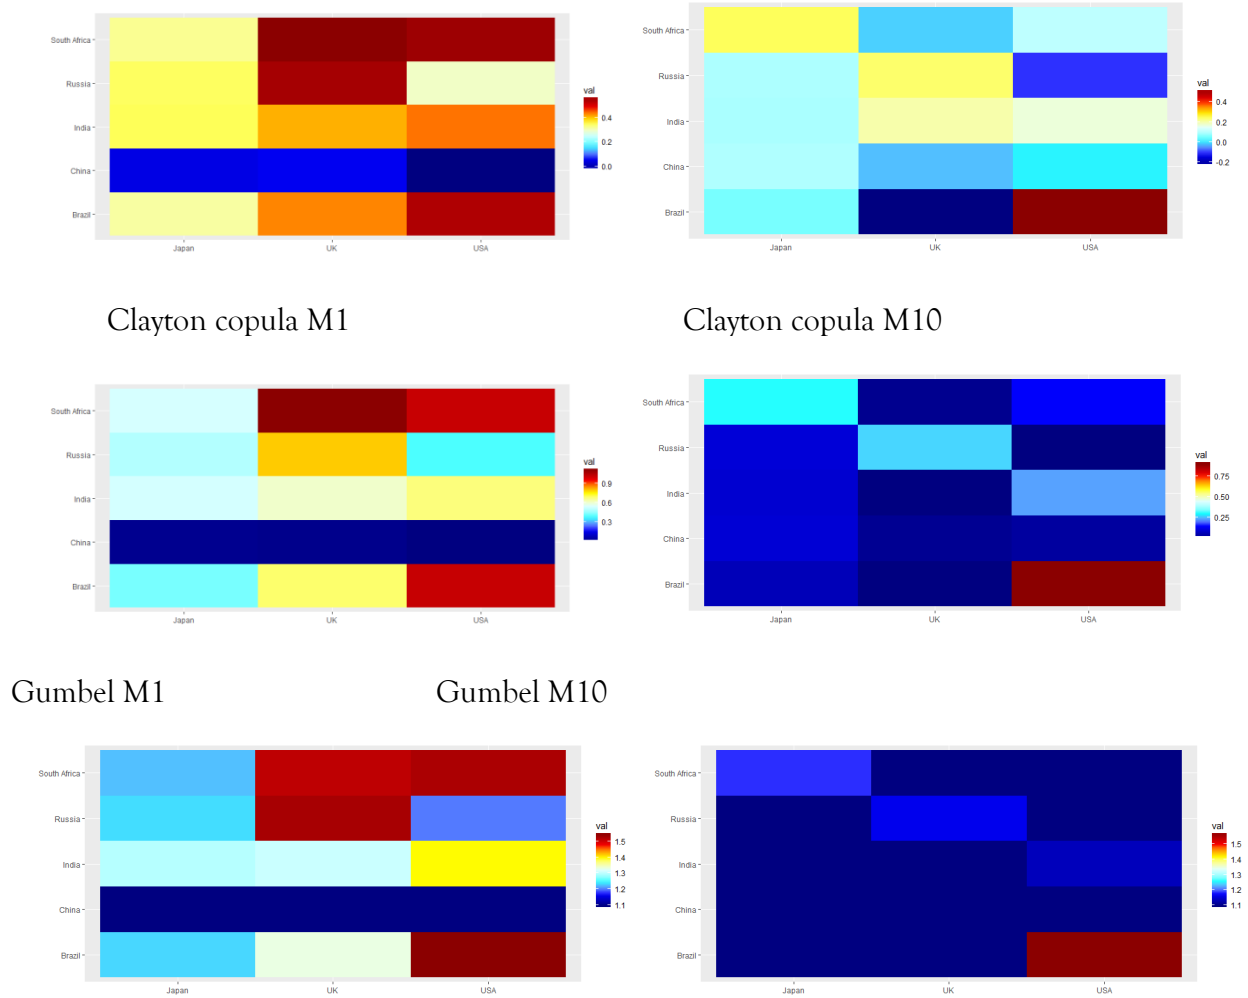 South Africa
Russia
India
China
Brazil
Japan UK USA
val
0.4
0.2
0.0
South Africa
Russia
India
China
Brazil
Japan UK USA
val
0.4
0.2
0.0
-0.2
Clayton copula M1 Clayton copula M10
South Africa
Russia
India
China
Brazil
Japan UK USA
val
0.9
0.6
0.3
South Africa
Russia
India
China
Brazil
Japan UK USA
val
0.75
0.50
0.25
Gumbel M1 Gumbel M10
South Africa
Russia
India
China
Brazil
Japan UK USA
val
1.5
1.4
1.3
1.2
1.1
val
1.5
1.4
1.3
1.2
1.1
South Africa
Russia
India
China
Brazil
Japan UK USA